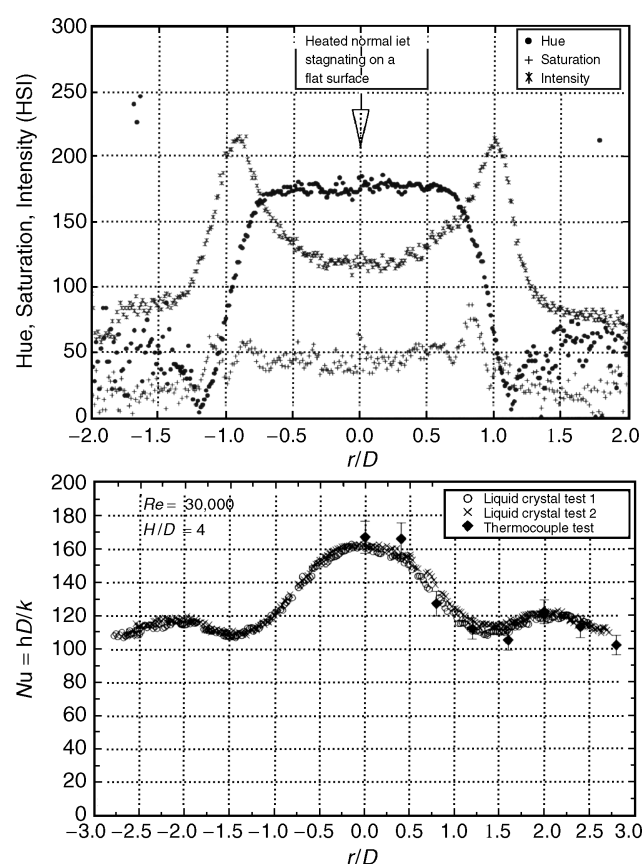 300
250
200
150
100
50
0
Hue, Saturation, Intensity (HSI)
Heated normal iet
stagnating on a
flat surface
Hue
Saturation
Intensity
−2.0 −1.5 −1.0 −0.5 0.0 0.5 1.0 1.5 2.0
r/D
200
180
160
140
120
100
80
60
40
20
0
Nu = hD/k
Re = 30,000
H/D = 4
Liquid crystal test 1
Liquid crystal test 2
Thermocouple test
−3.0 −2.5 −2.0 −1.5 −1.0 −0.5 0.0 0.5 1.0 1.5 2.0 2.5 3.0
r/D